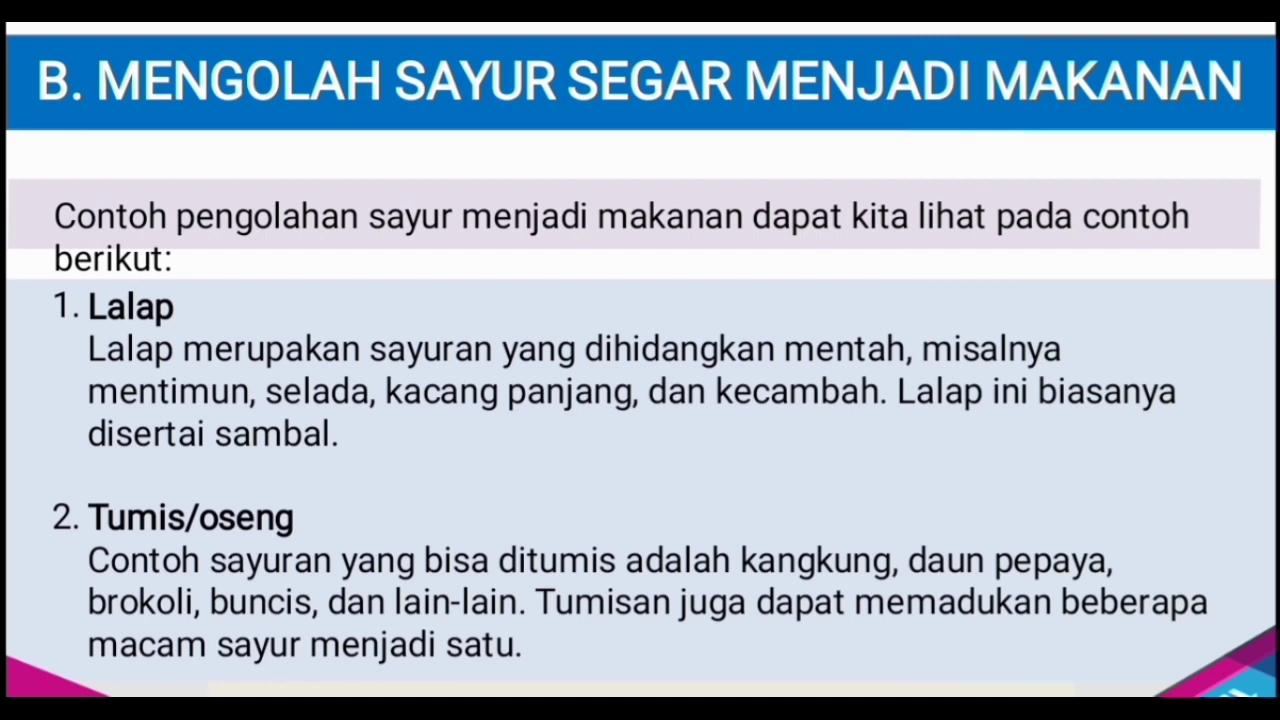 B. MENGOLAH SAYUR SEGAR MENJADI MAKANAN
Contoh pengolahan sayur menjadi makanan dapat kita lihat pada contoh
berikut:
1. Lalap
Lalap merupakan sayuran yang dihidangkan mentah, misalnya
mentimun, selada, kacang panjang, dan kecambah. Lalap ini biasanya
disertai sambal.
2. Tumis/oseng
Contoh sayuran yang bisa ditumis adalah kangkung, daun pepaya,
brokoli, buncis, dan lain-lain. Tumisan juga dapat memadukan beberapa
macam sayur menjadi satu.